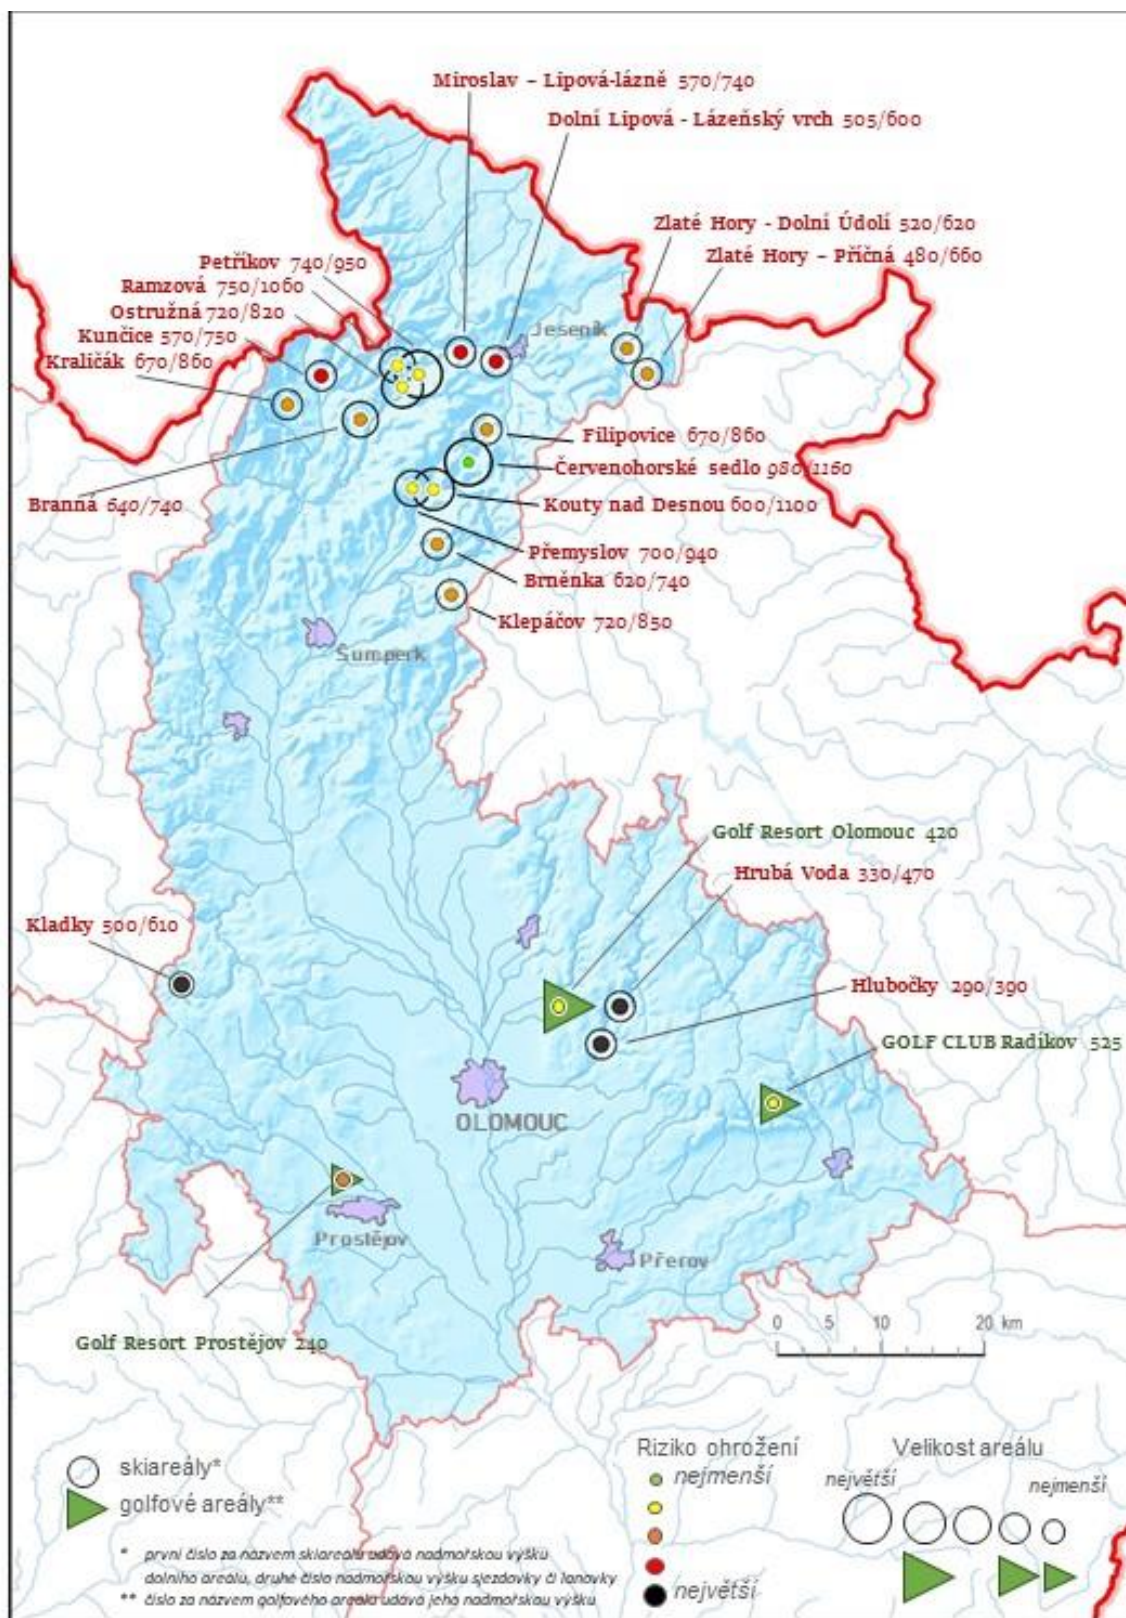 Miroslav – Lipová-lázně 570/740
Dolní Lipová - Lázeňský vrch 505/600
Zlaté Hory - Dolní Údolí 520/620
Zlaté Hory – Příčná 480/660
Petříkov 740/950
Ramzová 750/1060
Ostružná 720/820
Kunčice 570/750
Kraličák 670/860
Jeseník
Filipovice 670/860
Červenohorské sedlo 980/1160
Branná 640/740
Kouty nad Desnou 600/1100
Přemyslov 700/940
Brněnka 620/740
Klepáčov 720/850
Šumperk
Golf Resort Olomouc 420
Hrubá Voda 330/470
Kladky 500/610
Hlubočky 290/390
GOLF CLUB Radíkov 525
OLOMOUC
Prostějov
Přerov
Golf Resort Prostějov 240
0 5 10 20 km
skiareály*
golfové areály**
* první číslo za názvem skiareálu udává nadmořskou výšku
dolního areálu, druhé číslo nadmořskou výšku sjezdovky či lanovky
** číslo za názvem golfového areálu udává jeho nadmořskou výšku
Riziko ohrožení
nejmenší
největší
Velikost areálu
největší nejmenší